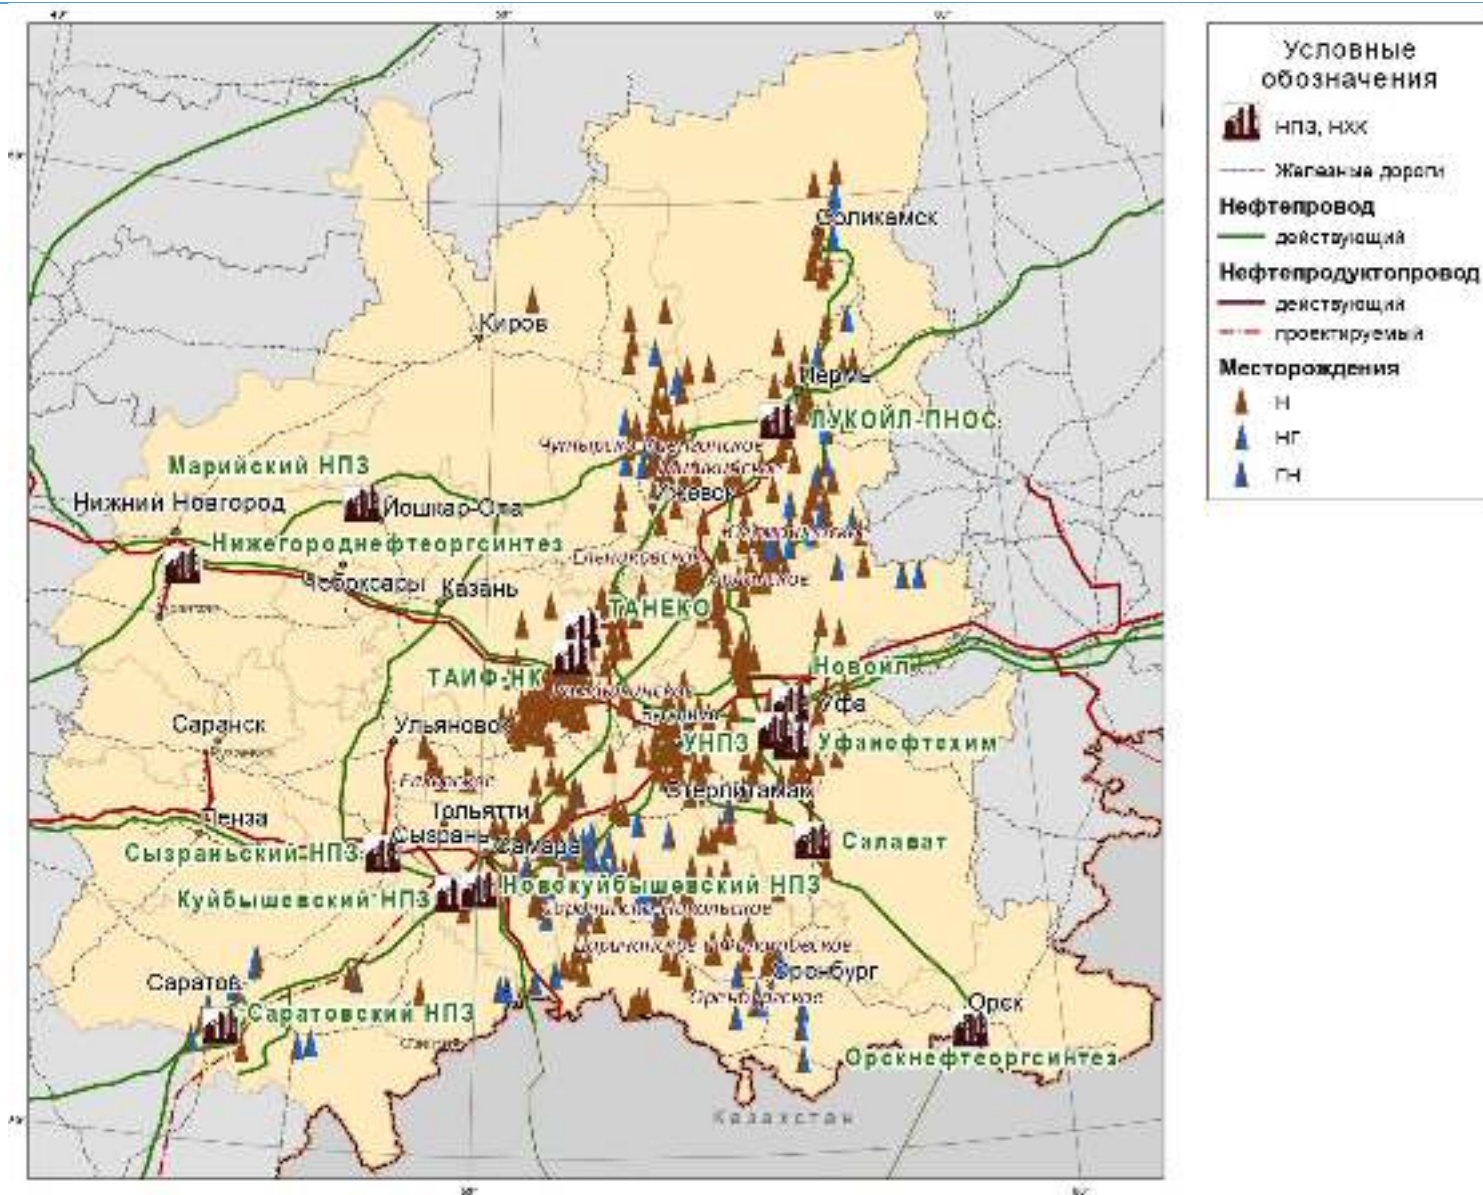 Условные
обозначения
НПЗ, НХК
Железные дороги
Нефтепровод
действующий
Нефтепродуктопровод
действующий
проектируемый
Месторождения
Н
НГ
ГН
Соликамск
Киров
Пермь
ЛУКОЙЛ-ПНОС
Марийский НПЗ
Нижний Новгород
Йошкар-Ола
Ижевск
Нижегороднефтеоргсинтез
Чебоксары
Казань
ТАНЕКО
ТАИФ-НК
Новойл
Уфа
Саранск
Ульяновск
УНПЗ
Уфанефтехим
Стерлитамак
Тольятти
Пенза
Сызрань
Самара
Салават
Сызраньский НПЗ
Куйбышевский НПЗ
Новокуйбышевский НПЗ
Оренбург
Оренбургское
Саратов
Саратовский НПЗ
Орск
Орскнефтеоргсинтез
Казахстан